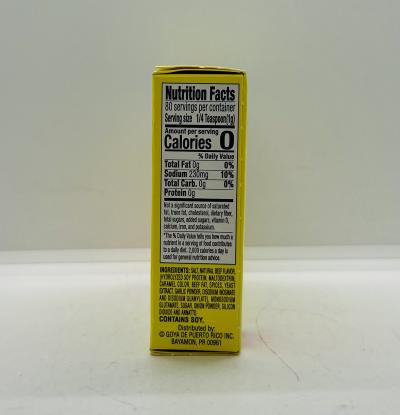 Nutrition Facts
80 servings per container
Serving size 1/4 Teaspoon(1g)
Amount per serving
Calories 0
% Daily Value
Total Fat 0g 0%
Sodium 230mg 10%
Total Carb. 0g 0%
Protein 0g
Not a significant source of saturated
fat, trans fat, cholesterol, dietary fiber,
total sugars, added sugars, vitamin D,
calcium, iron, and potassium.
*The % Daily Value tells you how much a
nutrient in a serving of food contributes
to a daily diet. 2,000 calories a day is
used for general nutrition advice.
INGREDIENTS: SALT, NATURAL BEEF FLAVOR,
(HYDROLYZED SOY PROTEIN, MALTODEXTRIN,
CARAMEL COLOR, BEEF FAT, SPICES, YEAST
EXTRACT, GARLIC POWDER, DISODIUM INOSINATE
AND DISODIUM GUANYLATE), MONOSODIUM
GLUTAMATE, SUGAR, ONION POWDER, SILICON
DIOXIDE AND ANNATTO.
CONTAINS SOY.
Distributed by:
© GOYA DE PUERTO RICO INC.
BAYAMON, PR 00961